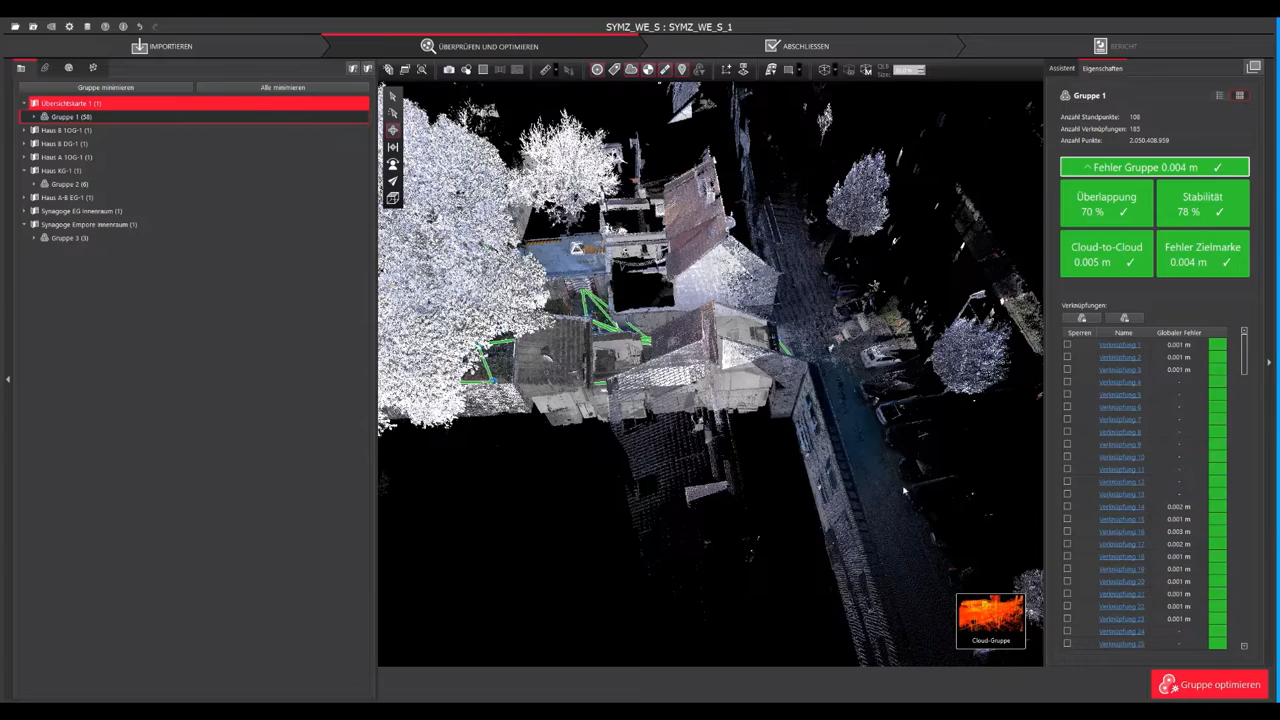 SYMZ_WE_S : SYMZ_WE_S_1
IMPORTIEREN
ÜBERPRÜFEN UND OPTIMIEREN
ABSCHLIESSEN
BERICHT
QLB
Size:
Assistent
Eigenschaften
Gruppe minimieren
Alle minimieren
Übersichtskarte 1 (1)
Gruppe 1 (58)
Haus B 1OG-1 (1)
Haus B DG-1 (1)
Haus A 1OG-1 (1)
Haus KG-1 (1)
Gruppe 2 (6)
Haus A-B EG-1 (1)
Synagoge EG Innenraum (1)
Synagoge Empore Innenraum (1)
Gruppe 3 (3)
Cloud-Gruppe
Gruppe 1
Anzahl Standpunkte: 108
Anzahl Verknüpfungen: 185
Anzahl Punkte: 2.050.408.959
Fehler Gruppe 0.004 m
Überlappung
70 %
Stabilität
78 %
Cloud-to-Cloud
0.005 m
Fehler Zielmarke
0.004 m
Verknüpfungen:
Sperren Name Globaler Fehler
Verknüpfung 1 0.001 m
Verknüpfung 2 0.001 m
Verknüpfung 3 0.001 m
Verknüpfung 4 -
Verknüpfung 5 -
Verknüpfung 6 -
Verknüpfung 7 -
Verknüpfung 8 -
Verknüpfung 9 -
Verknüpfung 10 -
Verknüpfung 11 -
Verknüpfung 12 -
Verknüpfung 13 -
Verknüpfung 14 0.002 m
Verknüpfung 15 0.001 m
Verknüpfung 16 0.003 m
Verknüpfung 17 0.002 m
Verknüpfung 18 0.001 m
Verknüpfung 19 0.001 m
Verknüpfung 20 0.001 m
Verknüpfung 21 0.001 m
Verknüpfung 22 0.001 m
Verknüpfung 23 0.001 m
Verknüpfung 24 -
Verknüpfung 25 -
Gruppe optimieren